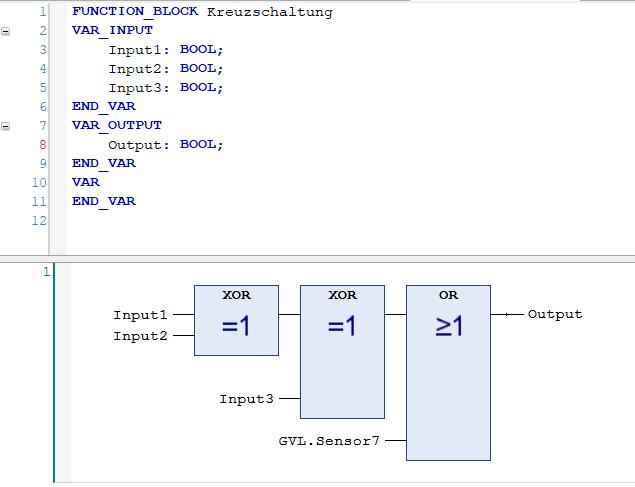 1 FUNCTION_BLOCK Kreuzschaltung
2 VAR_INPUT
3 Input1: BOOL;
4 Input2: BOOL;
5 Input3: BOOL;
6 END_VAR
7 VAR_OUTPUT
8 Output: BOOL;
9 END_VAR
10 VAR
11 END_VAR
12
1
XOR XOR OR
Input1 =1 =1 ≥1 Output
Input2
Input3
GVL.Sensor7